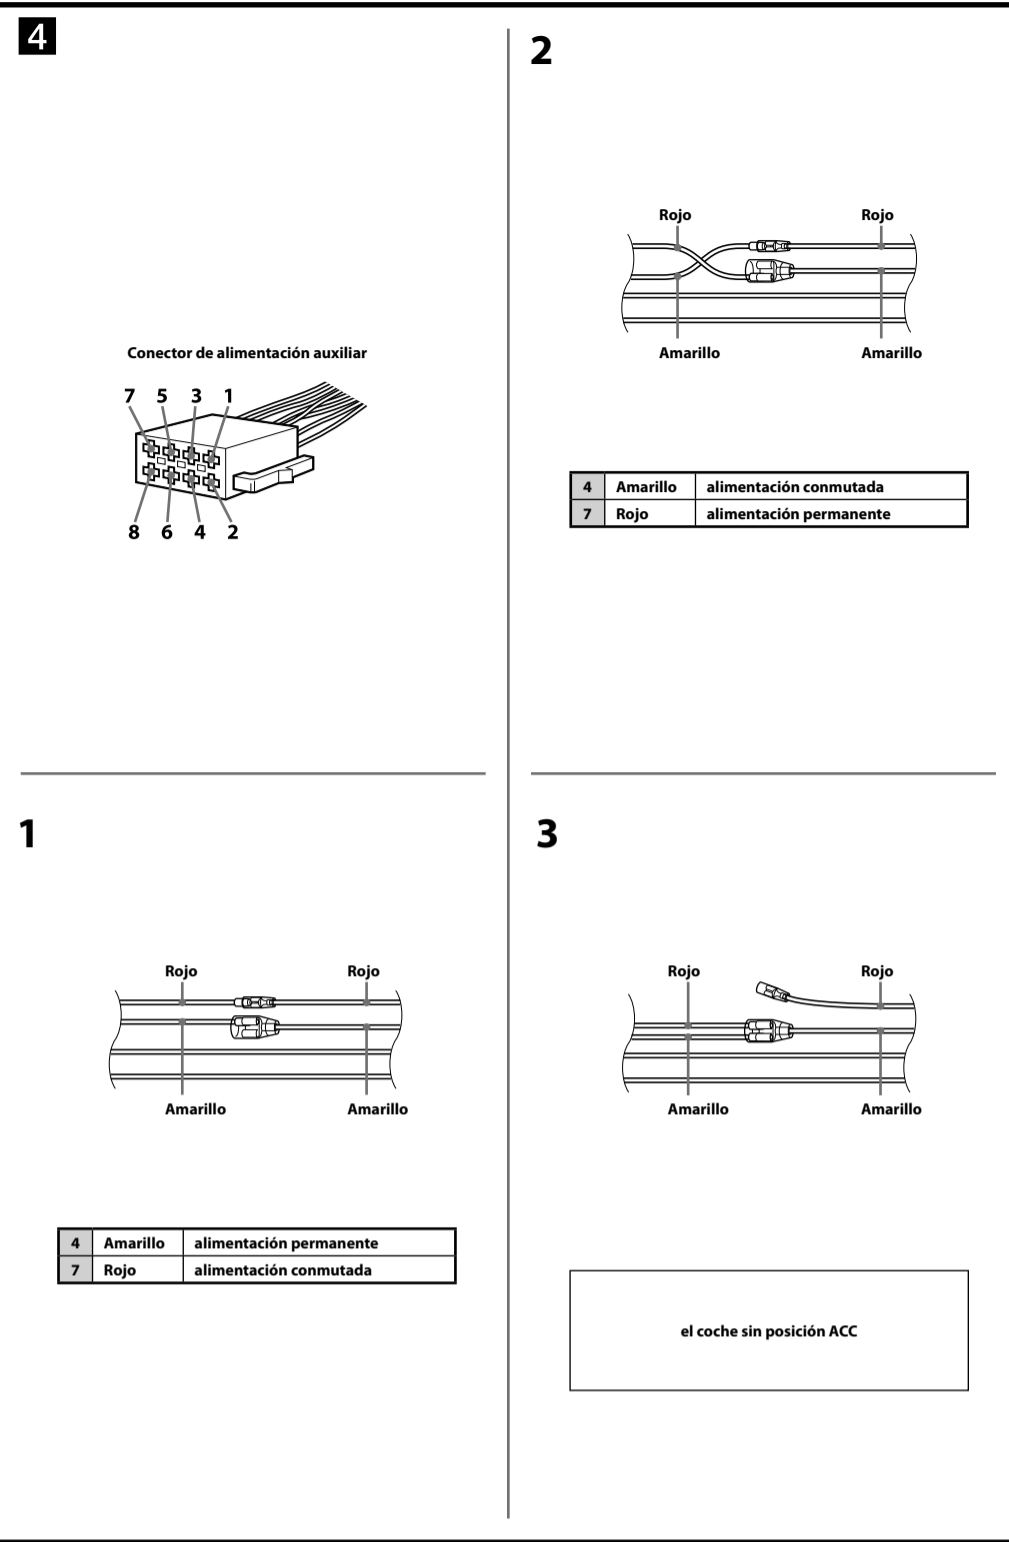 4
Conector de alimentación auxiliar
7 5 3 1
8 6 4 2
1
Rojo Rojo
Amarillo Amarillo
4 Amarillo alimentación permanente
7 Rojo alimentación conmutada
2
Rojo Rojo
Amarillo Amarillo
4 Amarillo alimentación conmutada
7 Rojo alimentación permanente
3
Rojo Rojo
Amarillo Amarillo
el coche sin posición ACC